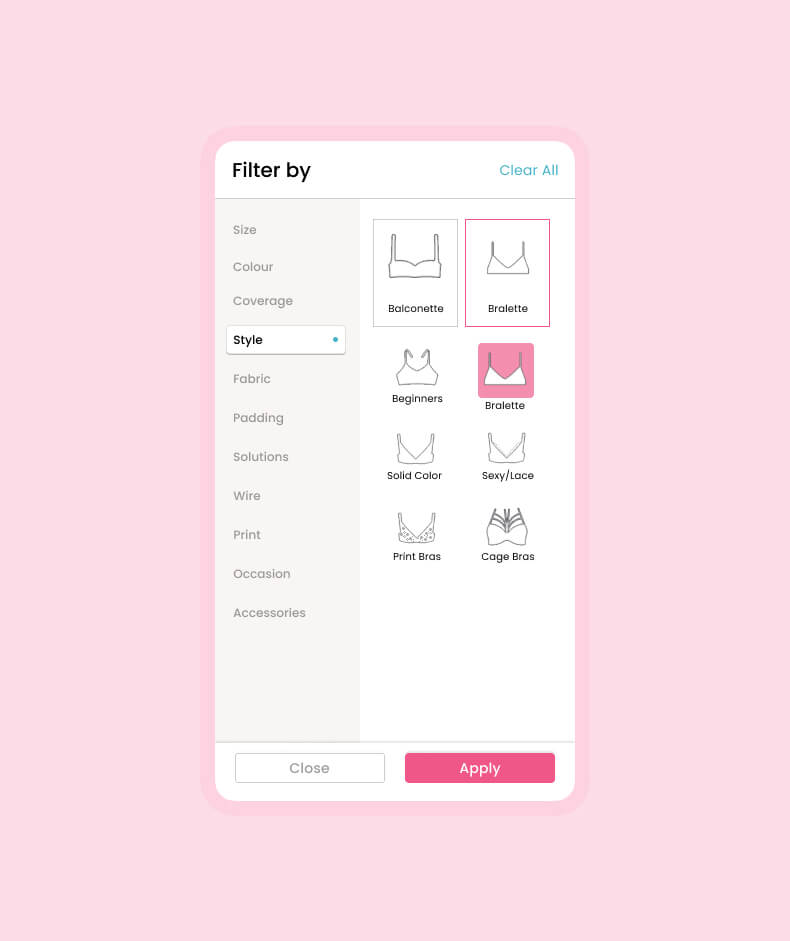 Filter by
Clear All
Size
Colour
Coverage
Style
Fabric
Padding
Solutions
Wire
Print
Occasion
Accessories
Balconette
Bralette
Beginners
Bralette
Solid Color
Sexy/Lace
Print Bras
Cage Bras
Close
Apply